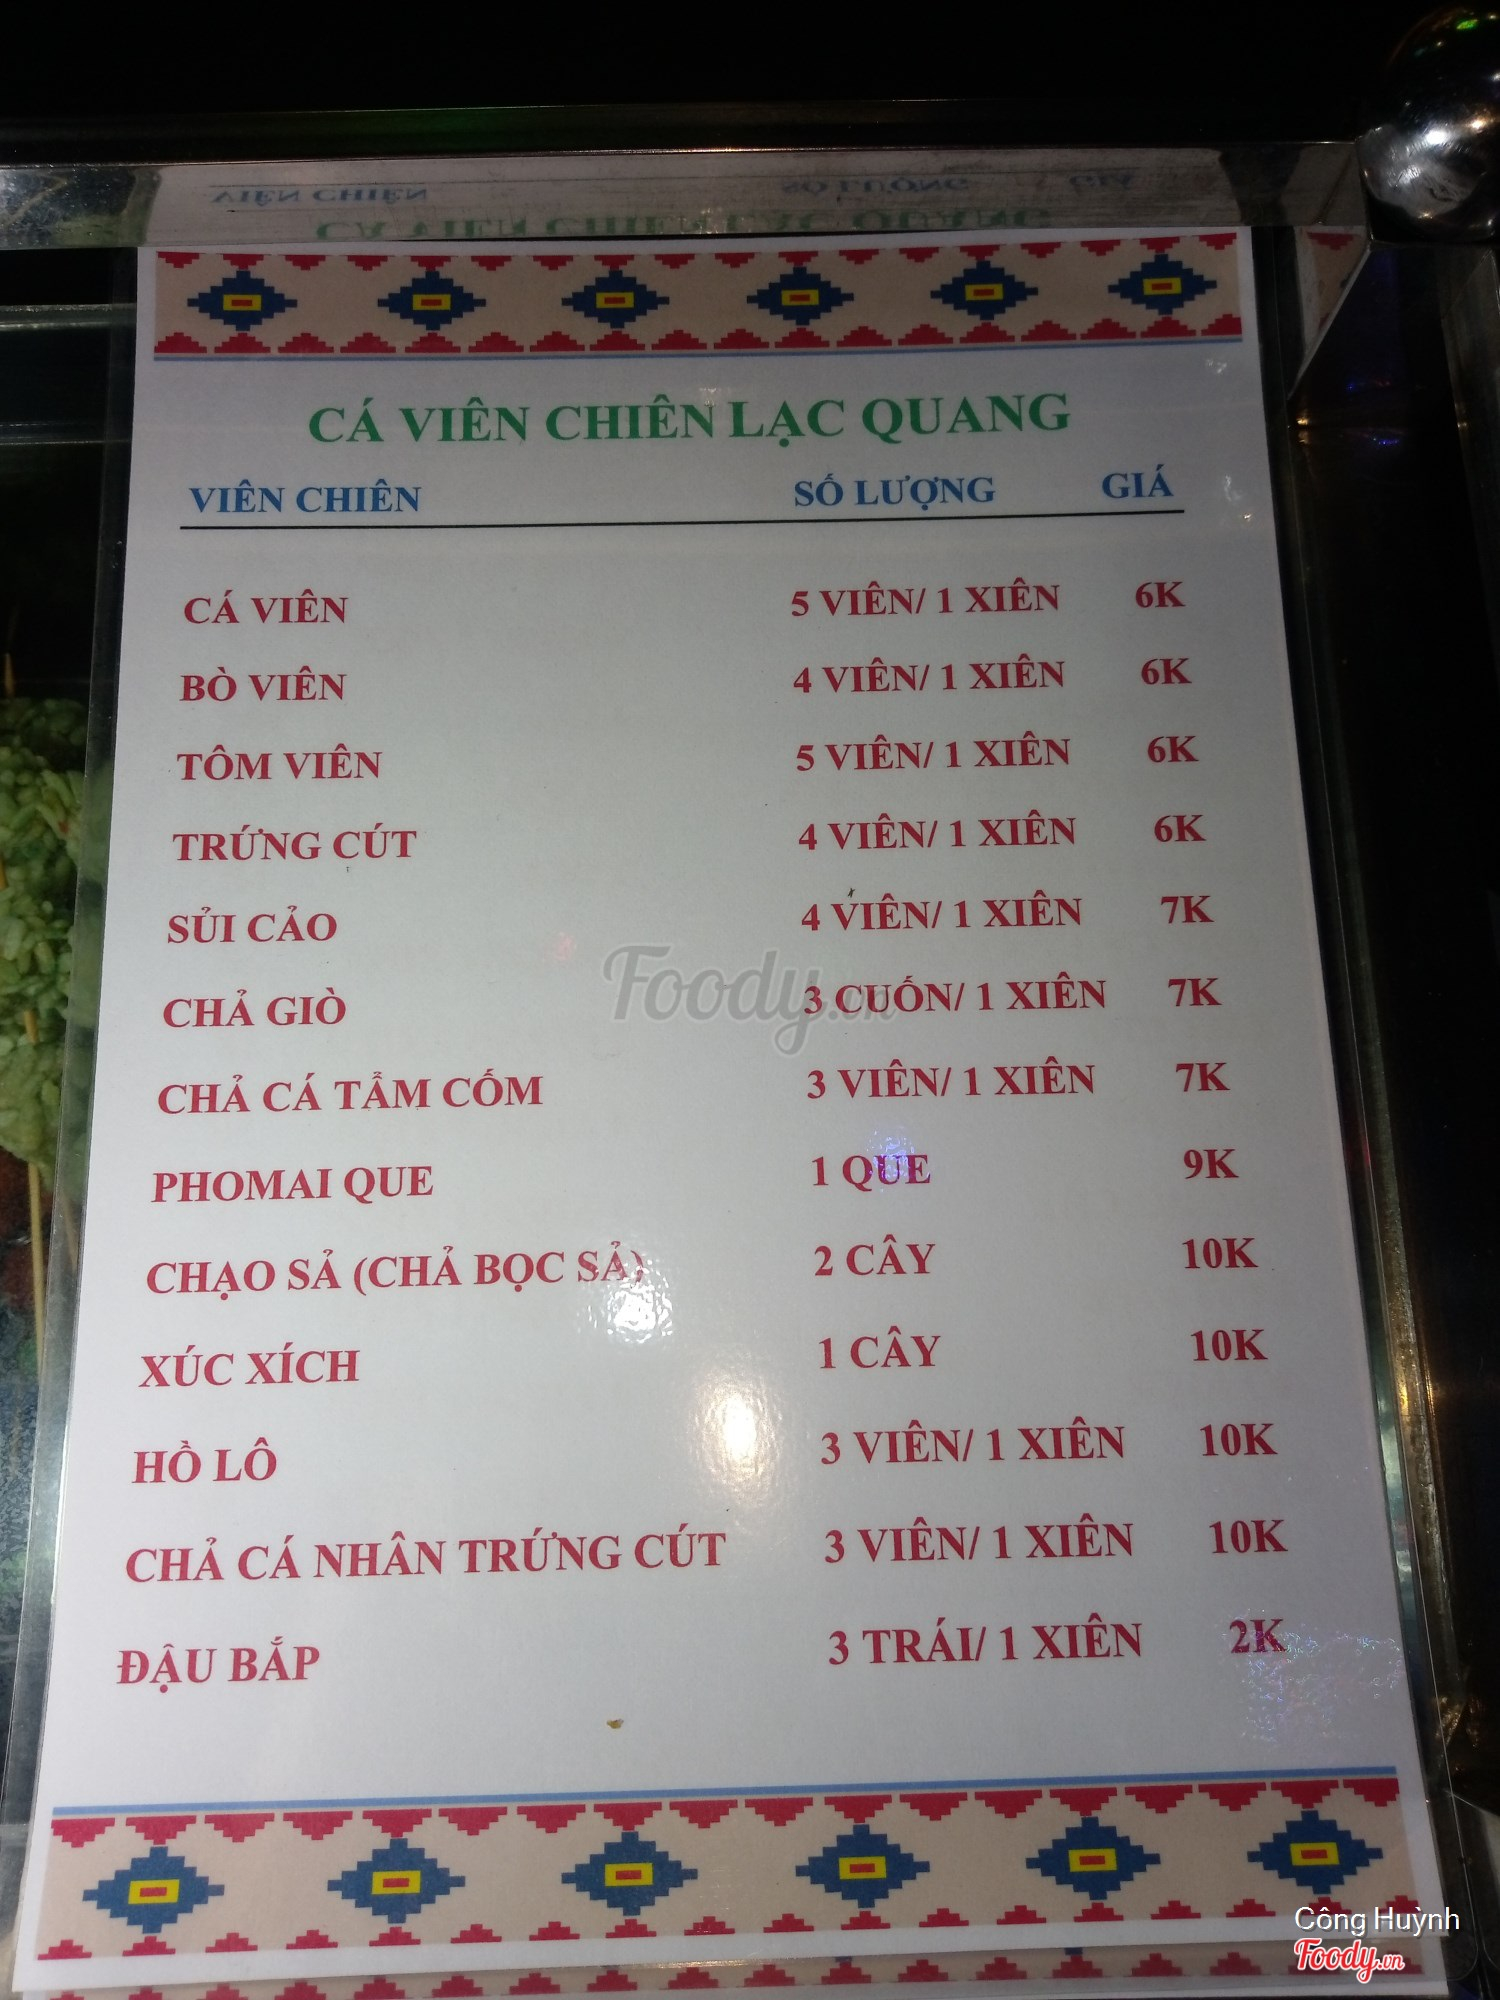 CÁ VIÊN CHIÊN LẠC QUANG
VIÊN CHIÊN SỐ LƯỢNG GIÁ
CÁ VIÊN 5 VIÊN/ 1 XIÊN 6K
BÒ VIÊN 4 VIÊN/ 1 XIÊN 6K
TÔM VIÊN 5 VIÊN/ 1 XIÊN 6K
TRỨNG CÚT 4 VIÊN/ 1 XIÊN 6K
SỦI CẢO 4 VIÊN/ 1 XIÊN 7K
CHẢ GIÒ 3 CUỐN/ 1 XIÊN 7K
Foody.vn
CHẢ CÁ TẨM CỐM 3 VIÊN/ 1 XIÊN 7K
PHOMAI QUE 1 QUE 9K
CHẠO SẢ (CHẢ BỌC SẢ) 2 CÂY 10K
XÚC XÍCH 1 CÂY 10K
HỒ LÔ 3 VIÊN/ 1 XIÊN 10K
CHẢ CÁ NHÂN TRỨNG CÚT 3 VIÊN/ 1 XIÊN 10K
ĐẬU BẮP 3 TRÁI/ 1 XIÊN 2K
Công Huỳnh
Foody.vn